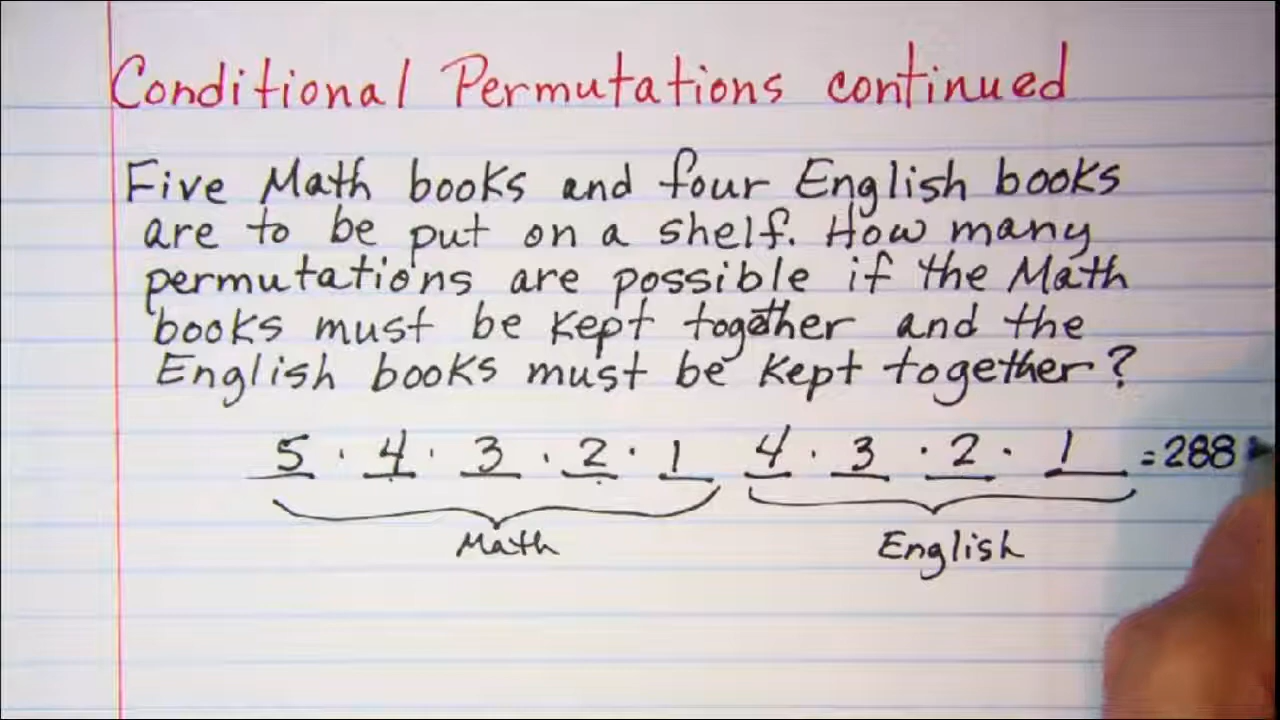 Conditional Permutations continued
Five Math books and four English books
are to be put on a shelf. How many
permutations are possible if the Math
books must be kept together and the
English books must be kept together?
5 · 4 · 3 · 2 · 1 4 · 3 · 2 · 1 = 288
Math English